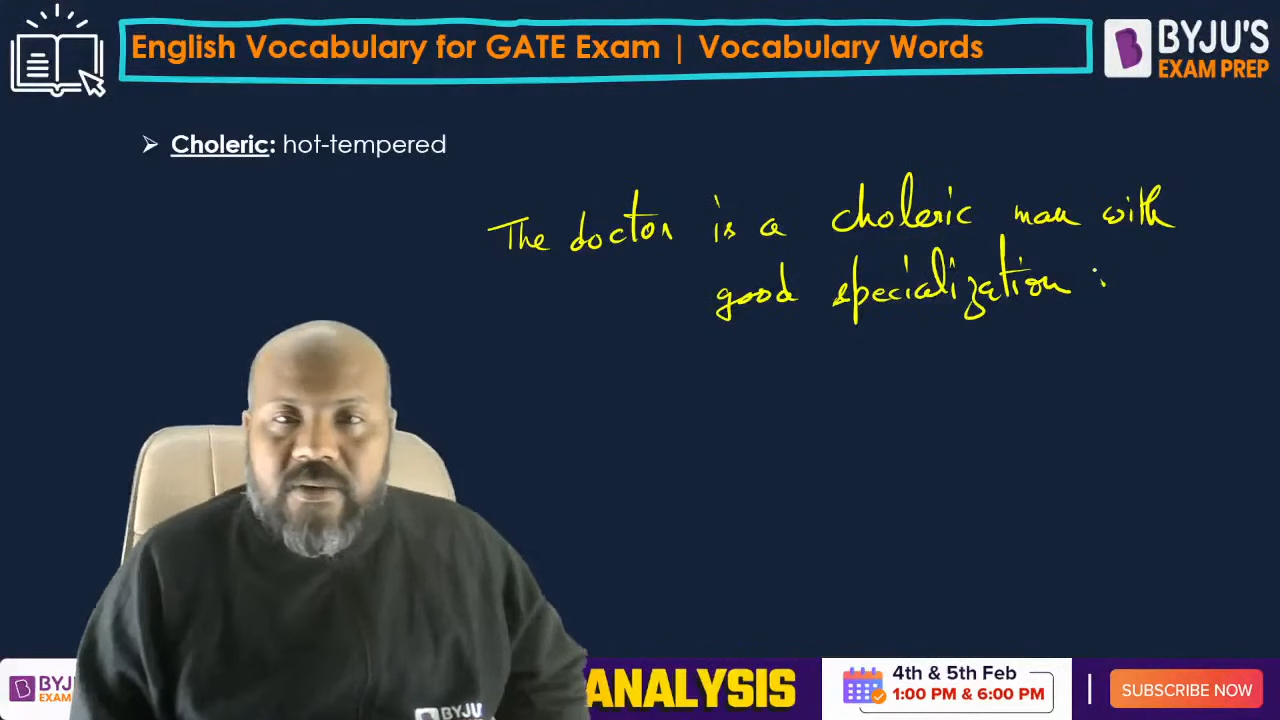 English Vocabulary for GATE Exam | Vocabulary Words
BYJU'S
EXAM PREP
➢ Choleric: hot-tempered
The doctor is a choleric man with
good specialization :
ANALYSIS
4th & 5th Feb
1:00 PM & 6:00 PM
SUBSCRIBE NOW
BYJU'S